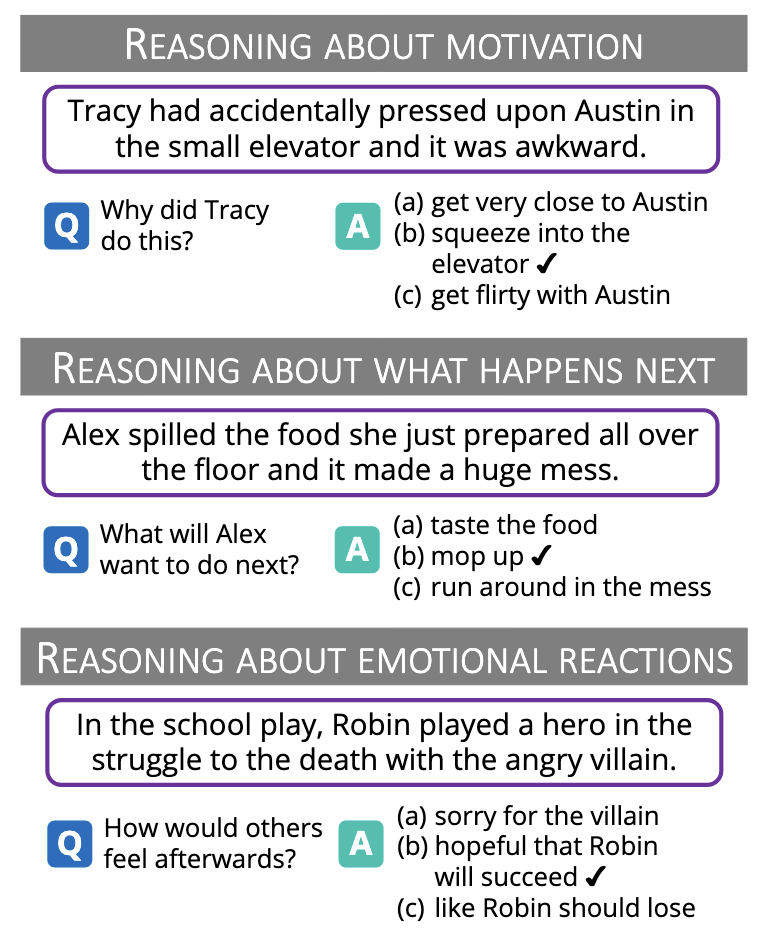 REASONING ABOUT MOTIVATION
Tracy had accidentally pressed upon Austin in
the small elevator and it was awkward.
Q Why did Tracy
do this?
A (a) get very close to Austin
(b) squeeze into the
elevator ✔
(c) get flirty with Austin
REASONING ABOUT WHAT HAPPENS NEXT
Alex spilled the food she just prepared all over
the floor and it made a huge mess.
Q What will Alex
want to do next?
A (a) taste the food
(b) mop up ✔
(c) run around in the mess
REASONING ABOUT EMOTIONAL REACTIONS
In the school play, Robin played a hero in the
struggle to the death with the angry villain.
Q How would others
feel afterwards?
A (a) sorry for the villain
(b) hopeful that Robin
will succeed ✔
(c) like Robin should lose